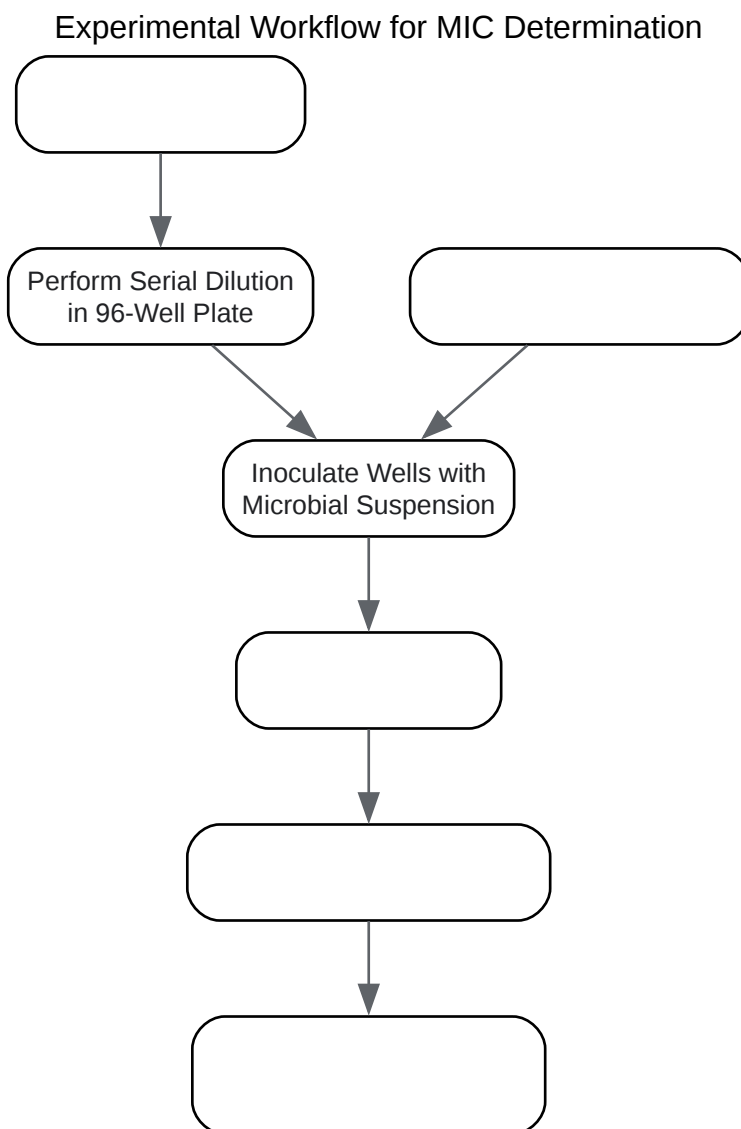 Experimental Workflow for MIC Determination
Perform Serial Dilution
in 96-Well Plate
Inoculate Wells with
Microbial Suspension